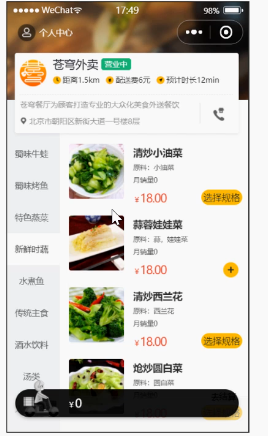 WeChat
17:49
98%
个人中心
苍穹外卖 营业中
距离1.5km 配送费6元 预计时长12min
苍穹餐厅为顾客打造专业的大众化美食外送餐饮
北京市朝阳区新街大道一号楼8层
蜀味牛蛙
蜀味烤鱼
特色蒸菜
新鲜时蔬
水煮鱼
传统主食
酒水饮料
汤类
清炒小油菜
原料：小油菜
月销量0
¥18.00
选择规格
蒜蓉娃娃菜
原料：蒜、娃娃菜
月销量0
¥18.00
+
清炒西兰花
原料：西兰花
月销量0
¥18.00
选择规格
炝炒圆白菜
原料：圆白菜
¥0